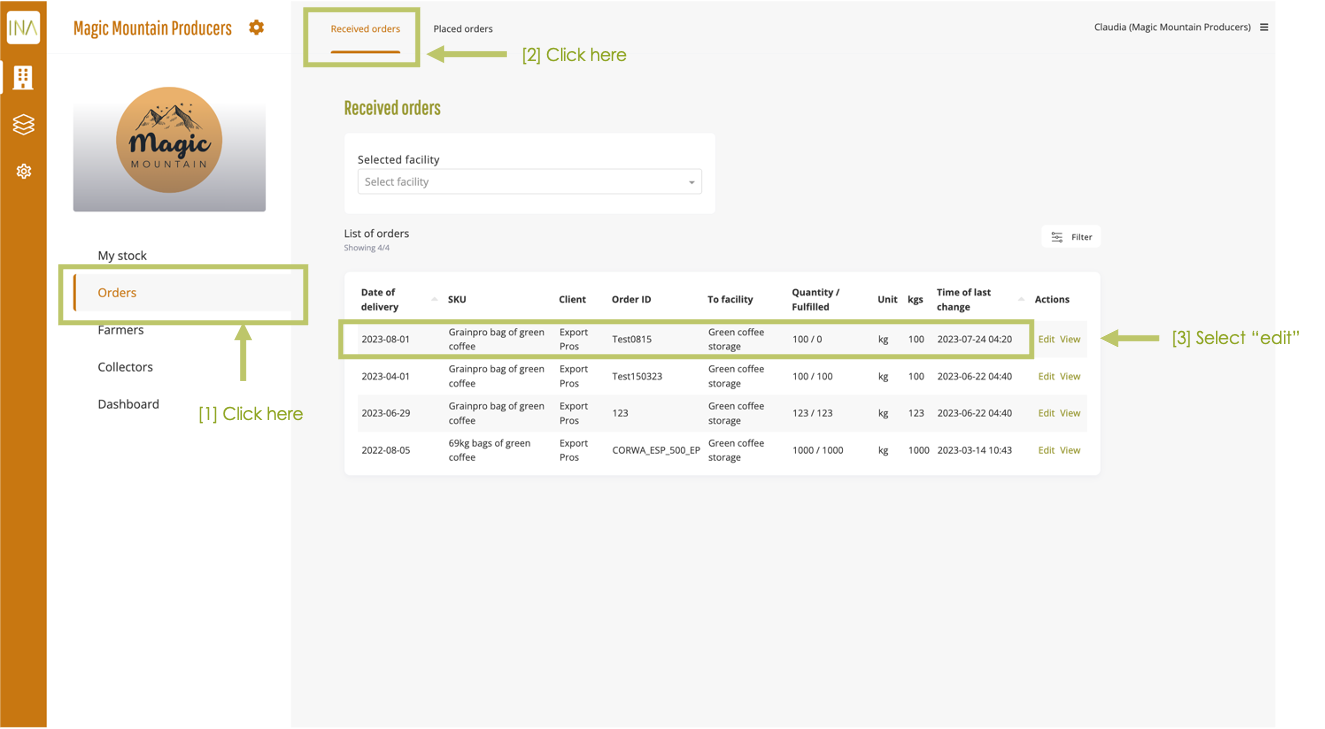 INA
Magic Mountain Producers
Received orders
Placed orders
Claudia (Magic Mountain Producers)
[2] Click here
Magic
MOUNTAIN
My stock
Orders
Farmers
Collectors
Dashboard
[1] Click here
Received orders
Selected facility
Select facility
List of orders
Showing 4/4
Filter
Date of delivery SKU Client Order ID To facility Quantity / Fulfilled Unit kgs Time of last change Actions
2023-08-01 Grainpro bag of green coffee Export Pros Test0815 Green coffee storage 100 / 0 kg 100 2023-07-24 04:20 Edit View
[3] Select “edit”
2023-04-01 Grainpro bag of green coffee Export Pros Test150323 Green coffee storage 100 / 100 kg 100 2023-06-22 04:40 Edit View
2023-06-29 Grainpro bag of green coffee Export Pros 123 Green coffee storage 123 / 123 kg 123 2023-06-22 04:40 Edit View
2022-08-05 69kg bags of green coffee Export Pros CORWA_ESP_500_EP Green coffee storage 1000 / 1000 kg 1000 2023-03-14 10:43 Edit View